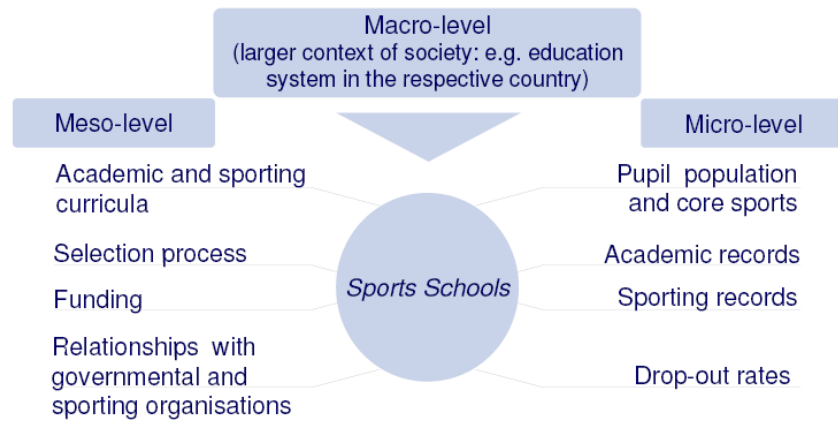 Macro-level
(larger context of society: e.g. education
system in the respective country)
Meso-level
Academic and sporting
curricula
Selection process
Funding
Relationships with
governmental and
sporting organisations
Sports Schools
Micro-level
Pupil population
and core sports
Academic records
Sporting records
Drop-out rates